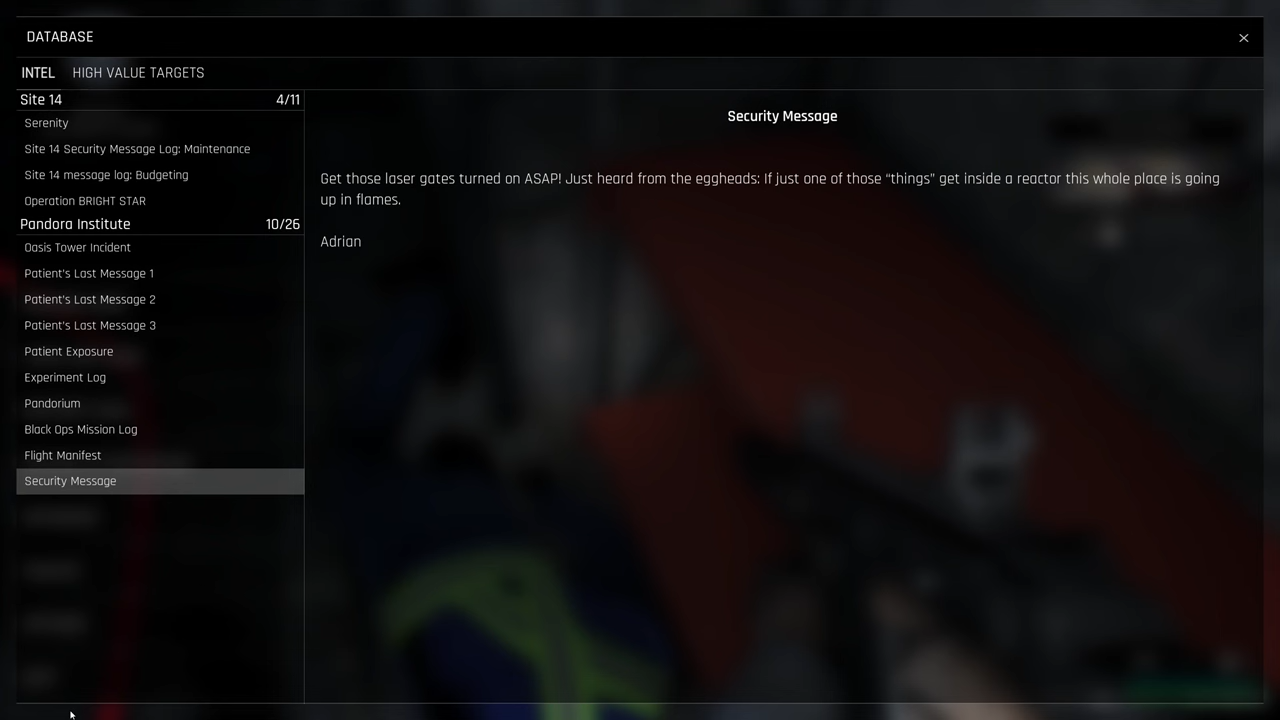 DATABASE
INTEL HIGH VALUE TARGETS
Site 14 4/11
Serenity
Site 14 Security Message Log: Maintenance
Site 14 message log: Budgeting
Operation BRIGHT STAR
Pandora Institute 10/26
Oasis Tower Incident
Patient's Last Message 1
Patient's Last Message 2
Patient's Last Message 3
Patient Exposure
Experiment Log
Pandorium
Black Ops Mission Log
Flight Manifest
Security Message
Security Message
Get those laser gates turned on ASAP! Just heard from the eggheads: If just one of those “things” get inside a reactor this whole place is going
up in flames.
Adrian